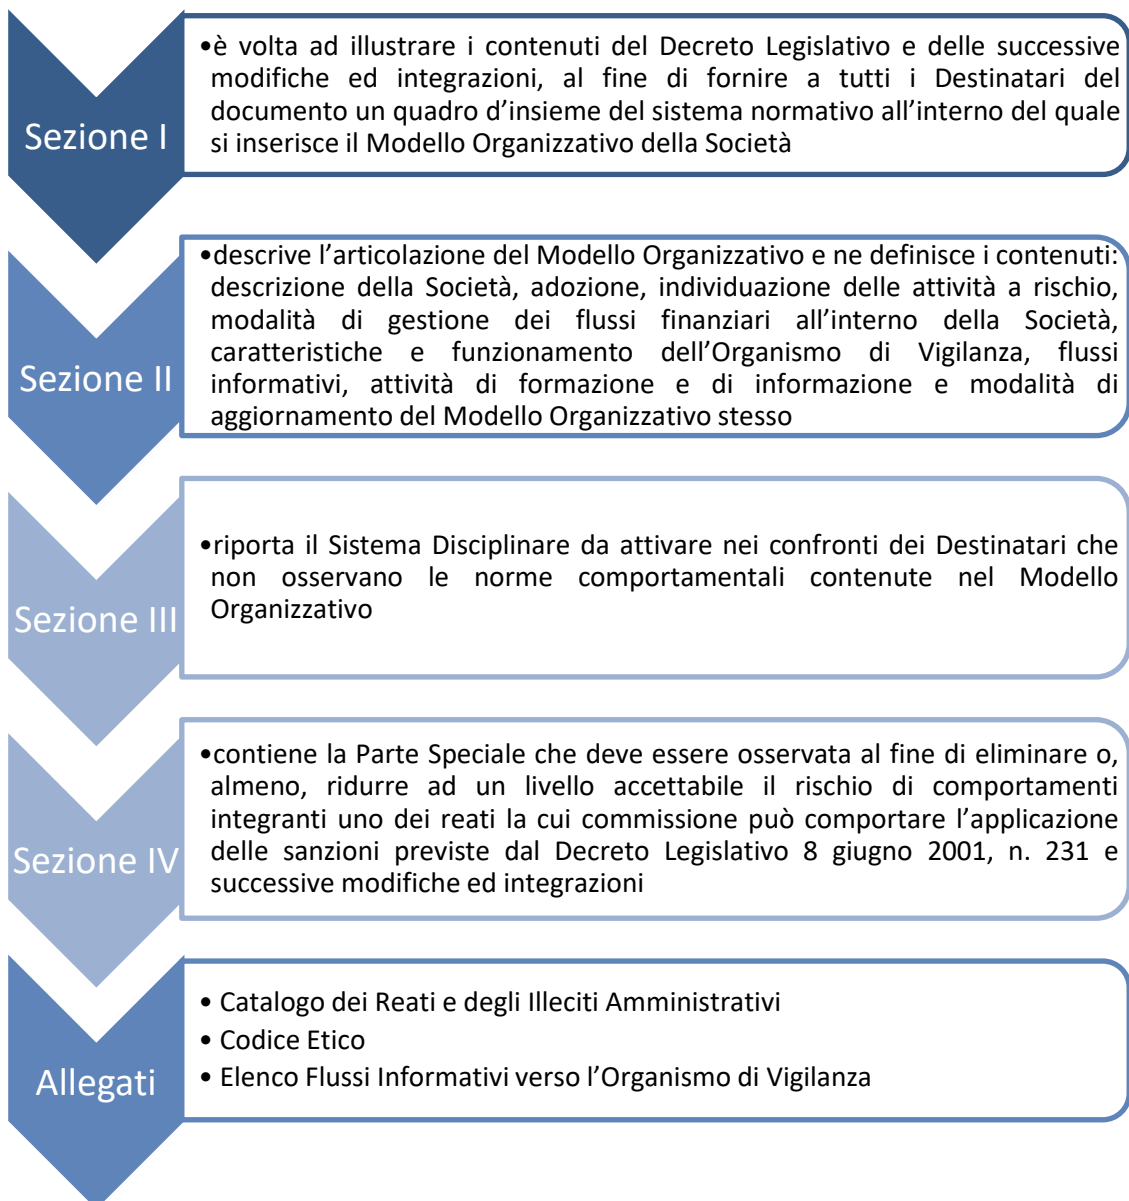 Sezione I
•è volta ad illustrare i contenuti del Decreto Legislativo e delle successive
modifiche ed integrazioni, al fine di fornire a tutti i Destinatari del
documento un quadro d’insieme del sistema normativo all’interno del quale
si inserisce il Modello Organizzativo della Società
Sezione II
•descrive l’articolazione del Modello Organizzativo e ne definisce i contenuti:
descrizione della Società, adozione, individuazione delle attività a rischio,
modalità di gestione dei flussi finanziari all’interno della Società,
caratteristiche e funzionamento dell’Organismo di Vigilanza, flussi
informativi, attività di formazione e di informazione e modalità di
aggiornamento del Modello Organizzativo stesso
Sezione III
•riporta il Sistema Disciplinare da attivare nei confronti dei Destinatari che
non osservano le norme comportamentali contenute nel Modello
Organizzativo
Sezione IV
•contiene la Parte Speciale che deve essere osservata al fine di eliminare o,
almeno, ridurre ad un livello accettabile il rischio di comportamenti
integranti uno dei reati la cui commissione può comportare l’applicazione
delle sanzioni previste dal Decreto Legislativo 8 giugno 2001, n. 231 e
successive modifiche ed integrazioni
Allegati
• Catalogo dei Reati e degli Illeciti Amministrativi
• Codice Etico
• Elenco Flussi Informativi verso l’Organismo di Vigilanza